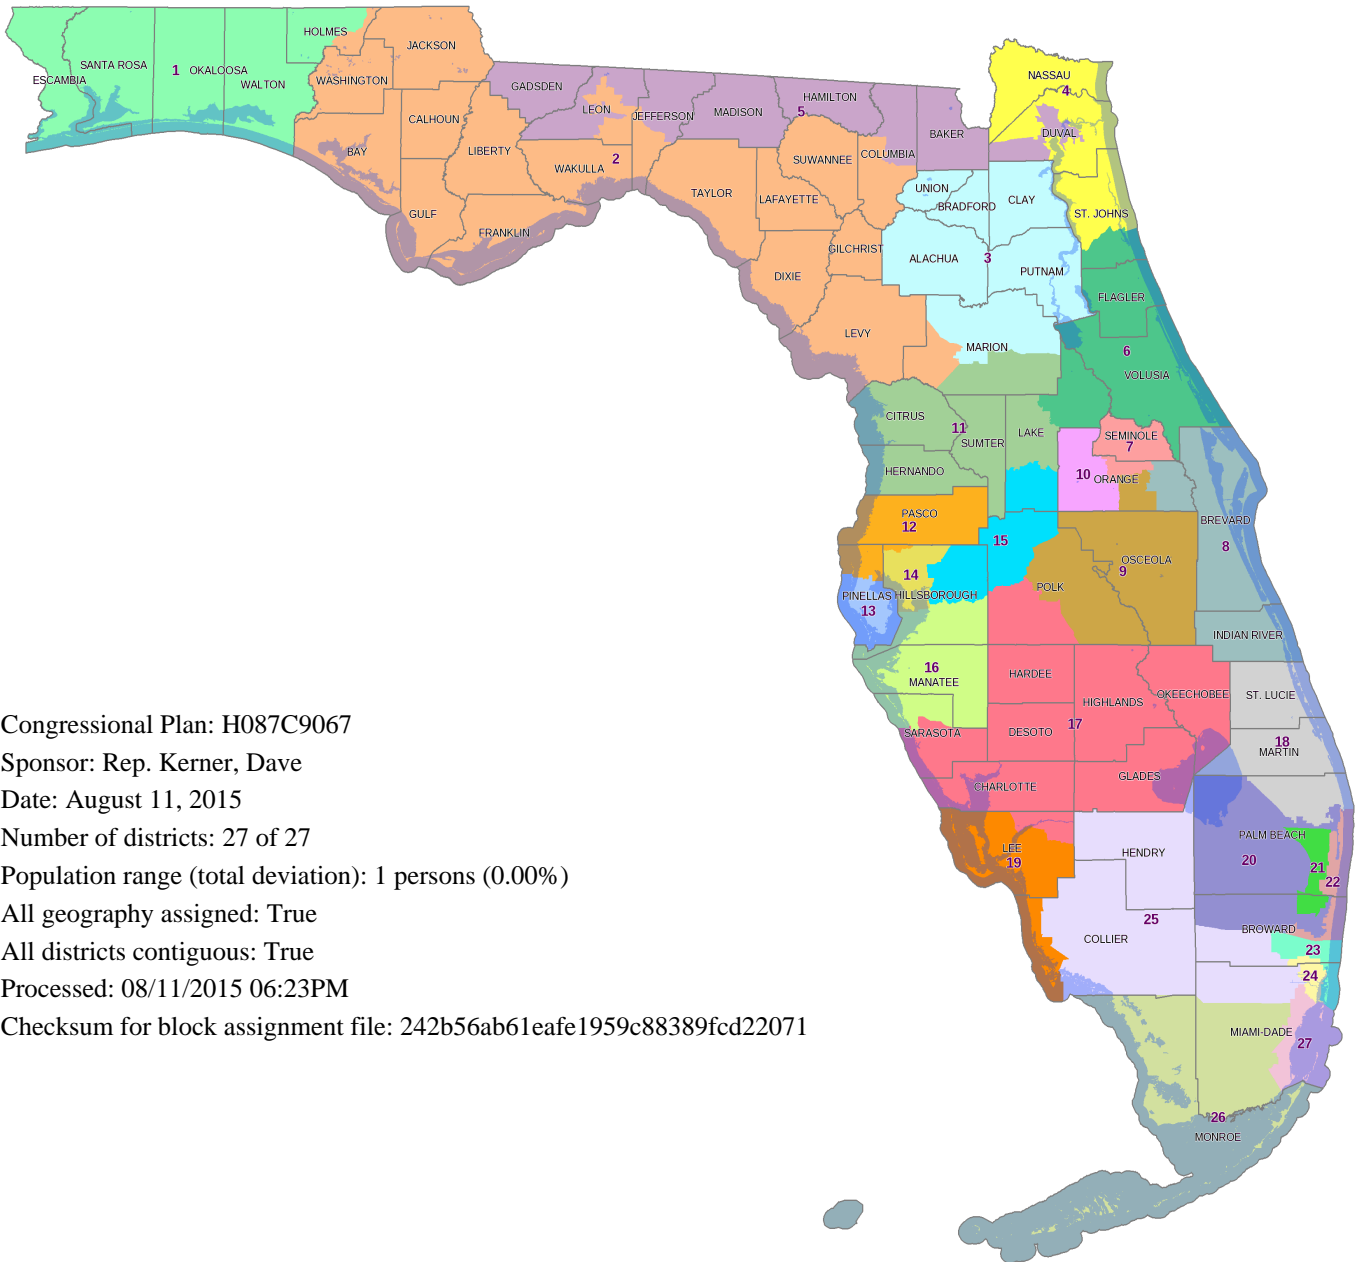 HOLMES
JACKSON
SANTA ROSA
1
OKALOOSA
ESCAMBIA
WALTON
WASHINGTON
NASSAU
4
GADSDEN
HAMILTON
LEON
JEFFERSON
MADISON
5
CALHOUN
DUVAL
BAKER
BAY
LIBERTY
COLUMBIA
2
SUWANNEE
WAKULLA
UNION
TAYLOR
LAFAYETTE
BRADFORD
CLAY
GULF
ST. JOHNS
FRANKLIN
GILCHRIST
ALACHUA
3
DIXIE
PUTNAM
FLAGLER
LEVY
MARION
6
VOLUSIA
CITRUS
11
LAKE
SUMTER
SEMINOLE
7
HERNANDO
10
ORANGE
PASCO
12
BREVARD
15
8
OSCEOLA
14
9
POLK
PINELLAS
HILLSBOROUGH
13
INDIAN RIVER
16
MANATEE
HARDEE
HIGHLANDS
OKEECHOBEE
ST. LUCIE
17
SARASOTA
DESOTO
18
MARTIN
GLADES
CHARLOTTE
PALM BEACH
LEE
19
HENDRY
20
21
22
25
BROWARD
COLLIER
23
24
MIAMI-DADE
27
26
MONROE
Congressional Plan: H087C9067
Sponsor: Rep. Kerner, Dave
Date: August 11, 2015
Number of districts: 27 of 27
Population range (total deviation): 1 persons (0.00%)
All geography assigned: True
All districts contiguous: True
Processed: 08/11/2015 06:23PM
Checksum for block assignment file: 242b56ab61eafe1959c88389fcd22071